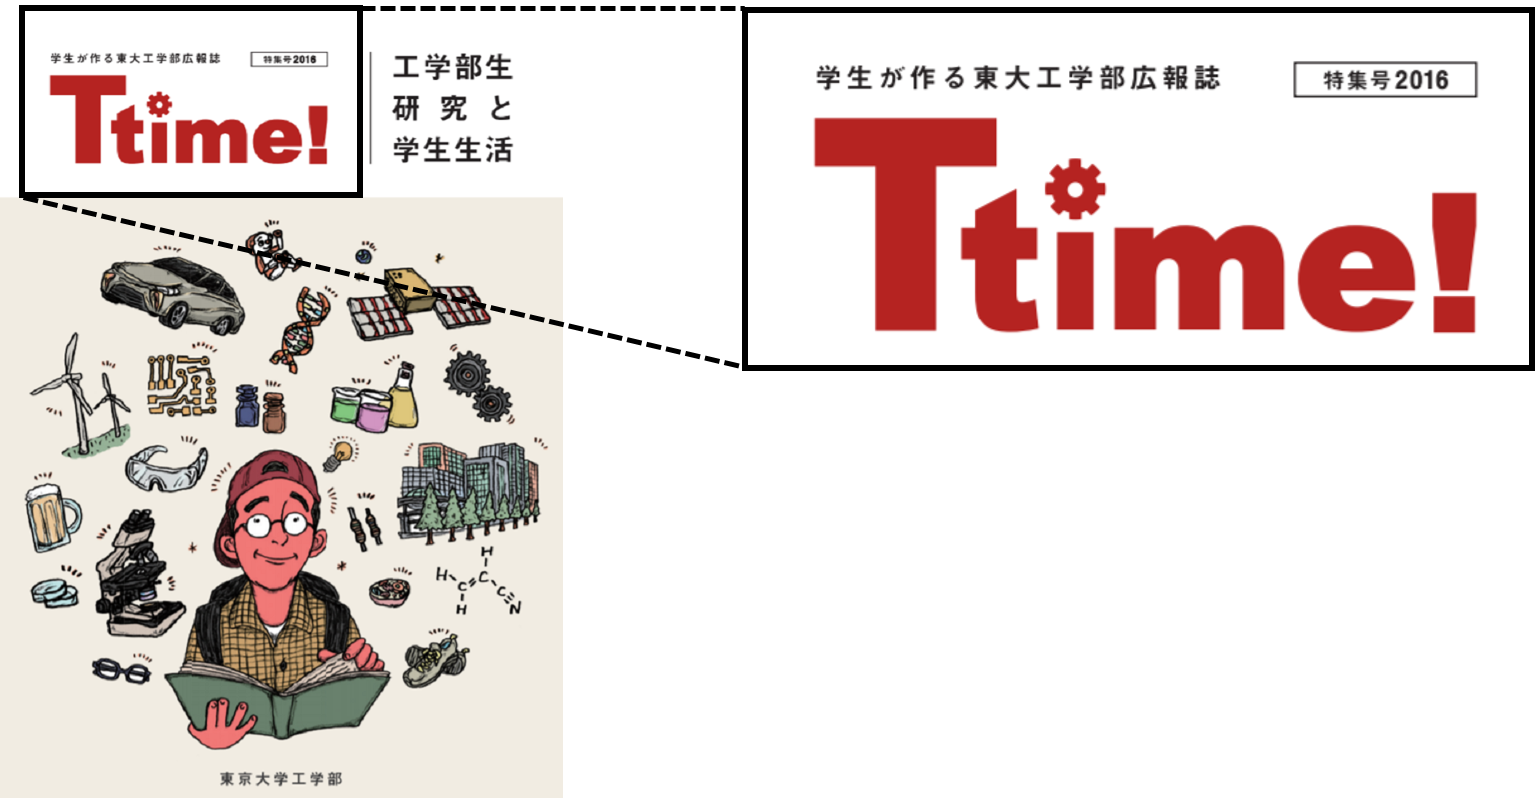 学生が作る東大工学部広報誌
特集号2016
Ttime!
工学部生
研究と
学生生活
学生が作る東大工学部広報誌
特集号2016
Ttime!
H
H
C
C
C
N
H
東京大学工学部